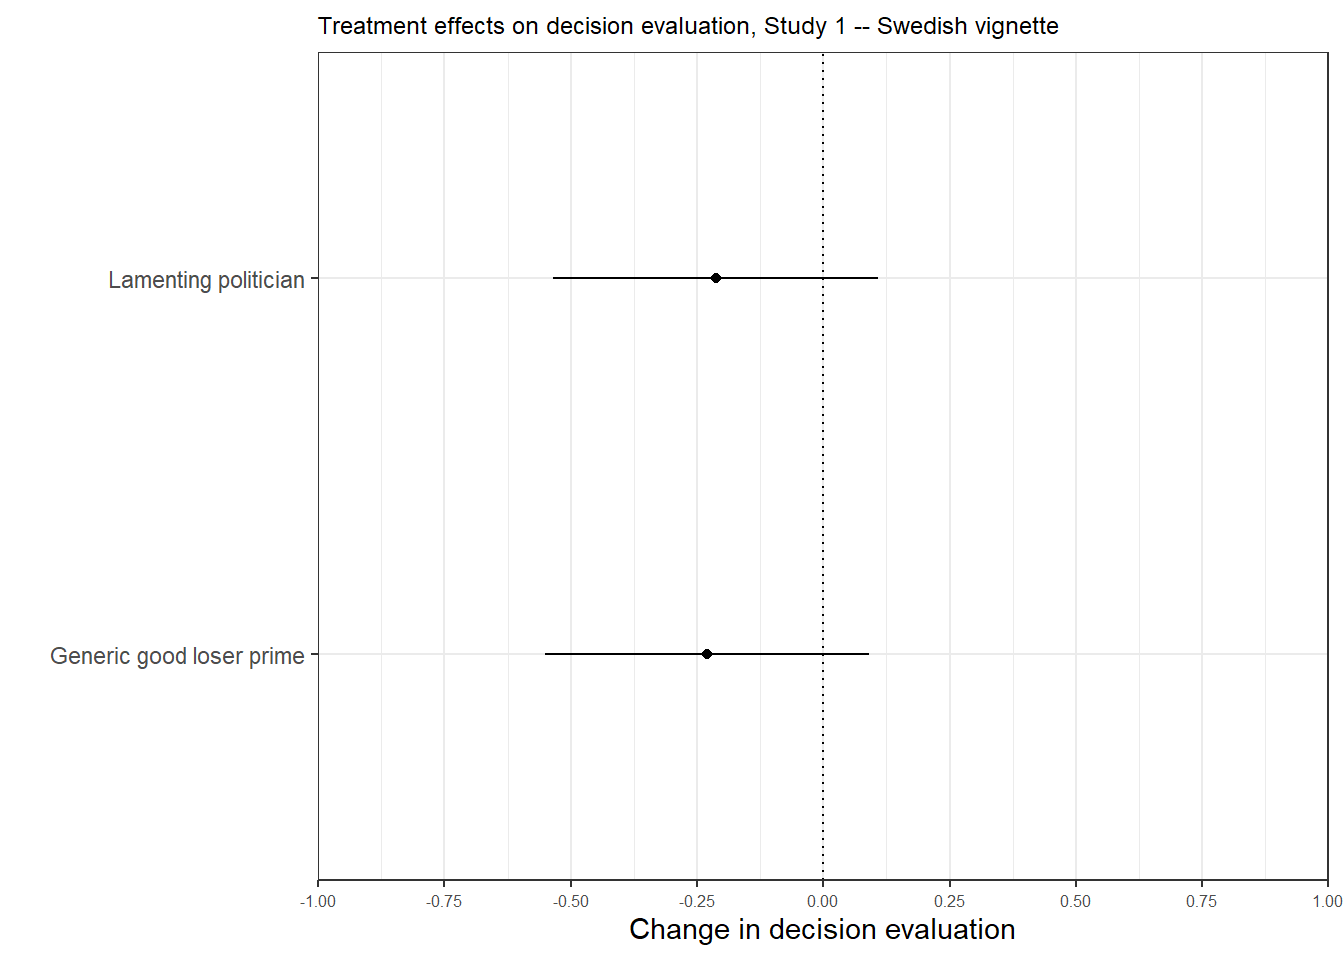 Treatment effects on decision evaluation, Study 1 -- Swedish vignette
Lamenting politician
Generic good loser prime
-1.00 -0.75 -0.50 -0.25 0.00 0.25 0.50 0.75 1.00
Change in decision evaluation